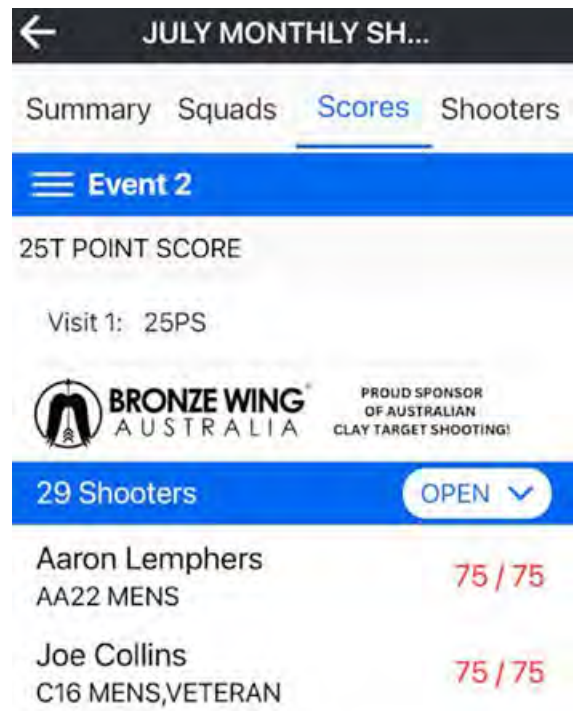 JULY MONTHLY SH...
Summary Squads Scores Shooters
Event 2
25T POINT SCORE
Visit 1: 25PS
BRONZE WING
AUSTRALIA
PROUD SPONSOR
OF AUSTRALIAN
CLAY TARGET SHOOTING!
29 Shooters OPEN
Aaron Lemphers
75 / 75
AA22 MENS
Joe Collins
75 / 75
C16 MENS,VETERAN